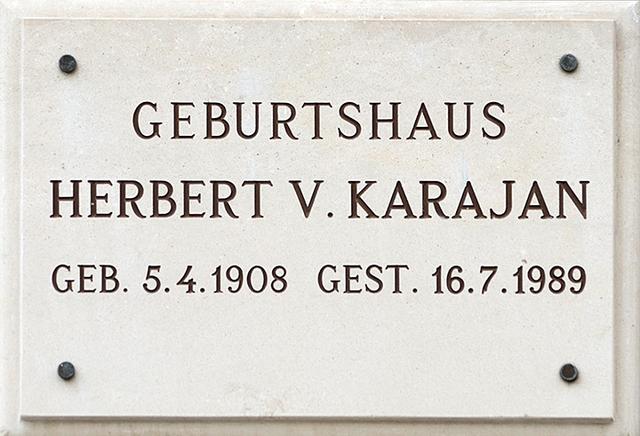 GEBURTSHAUS
HERBERT V. KARAJAN
GEB. 5.4.1908 GEST. 16.7.1989